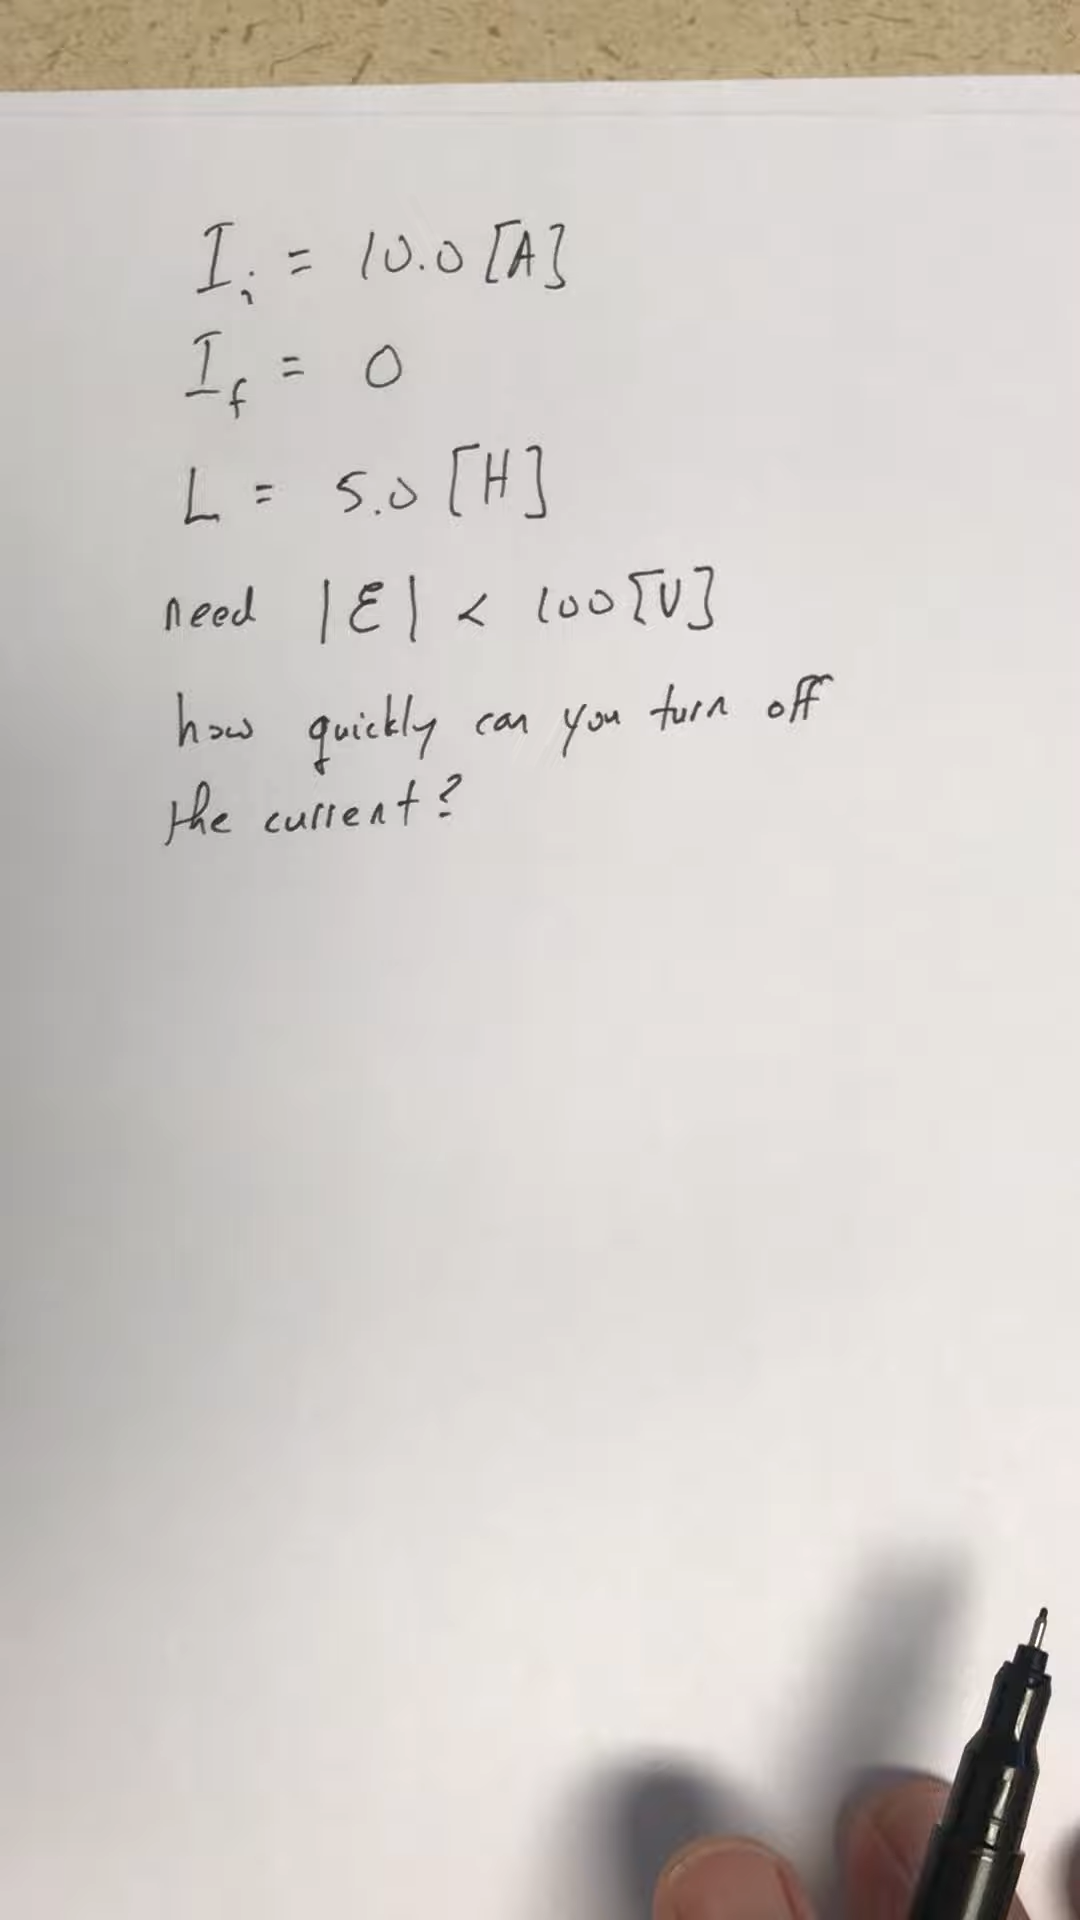 I_i = 10.0 [A]
I_f = 0
L = 5.0 [H]
need |ε| < 100 [V]
how quickly can you turn off
the current?